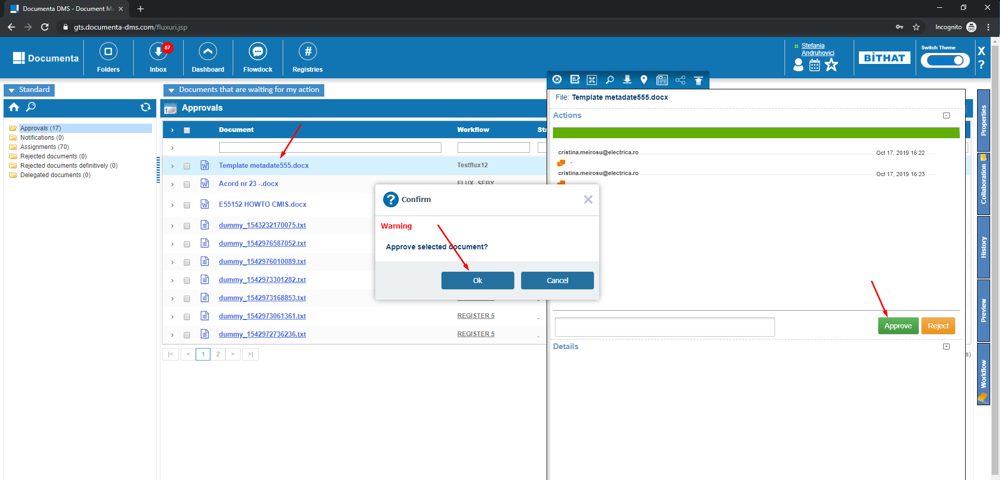 Documenta DMS - Document Ma
gts.documenta-dms.com/fluxuri.jsp
Incognito
Documenta
Folders
87
Inbox
Dashboard
Flowdock
#
Registries
Stefania
Andruhovici
BiTHAT
Switch Theme
X
?
Standard
Documents that are waiting for my action
Approvals (17)
Notifications (0)
Assignments (70)
Rejected documents (0)
Rejected documents definitively (0)
Delegated documents (0)
1
Approvals
Document
Workflow
Sta
Template metadate555.docx
Testflux12
Acord nr 23 -.docx
FLUX_SEBY
E55152 HOWTO CMIS.docx
dummy_1543232170075.txt
dummy_1542976587052.txt
dummy_1542976010089.txt
dummy_1542973301282.txt
dummy_1542973168853.txt
dummy_1542973061361.txt
REGISTER 5
-
dummy_1542972736236.txt
REGISTER 5
-
|<
<
1
2
>
>|
s)
File: Template metadate555.docx
Actions
cristina.meirosu@electrica.ro
Oct 17, 2019 16:22
-
cristina.meirosu@electrica.ro
Oct 17, 2019 16:23
Approve
Reject
Details
Confirm
Warning
Approve selected document?
Ok
Cancel
Properties
Collaboration
History
Preview
Workflow